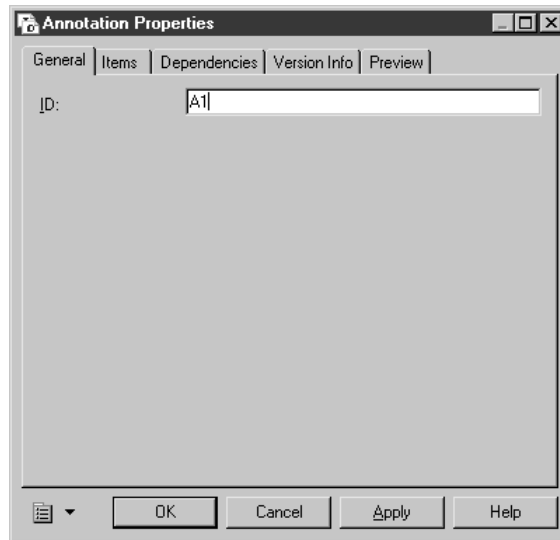 Annotation Properties
General Items Dependencies Version Info Preview
ID: A1
OK Cancel Apply Help